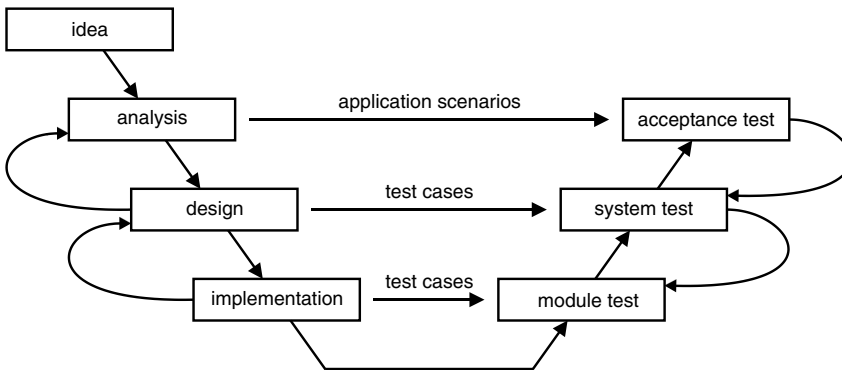 idea
application scenarios
analysis
acceptance test
test cases
design
system test
test cases
implementation
module test